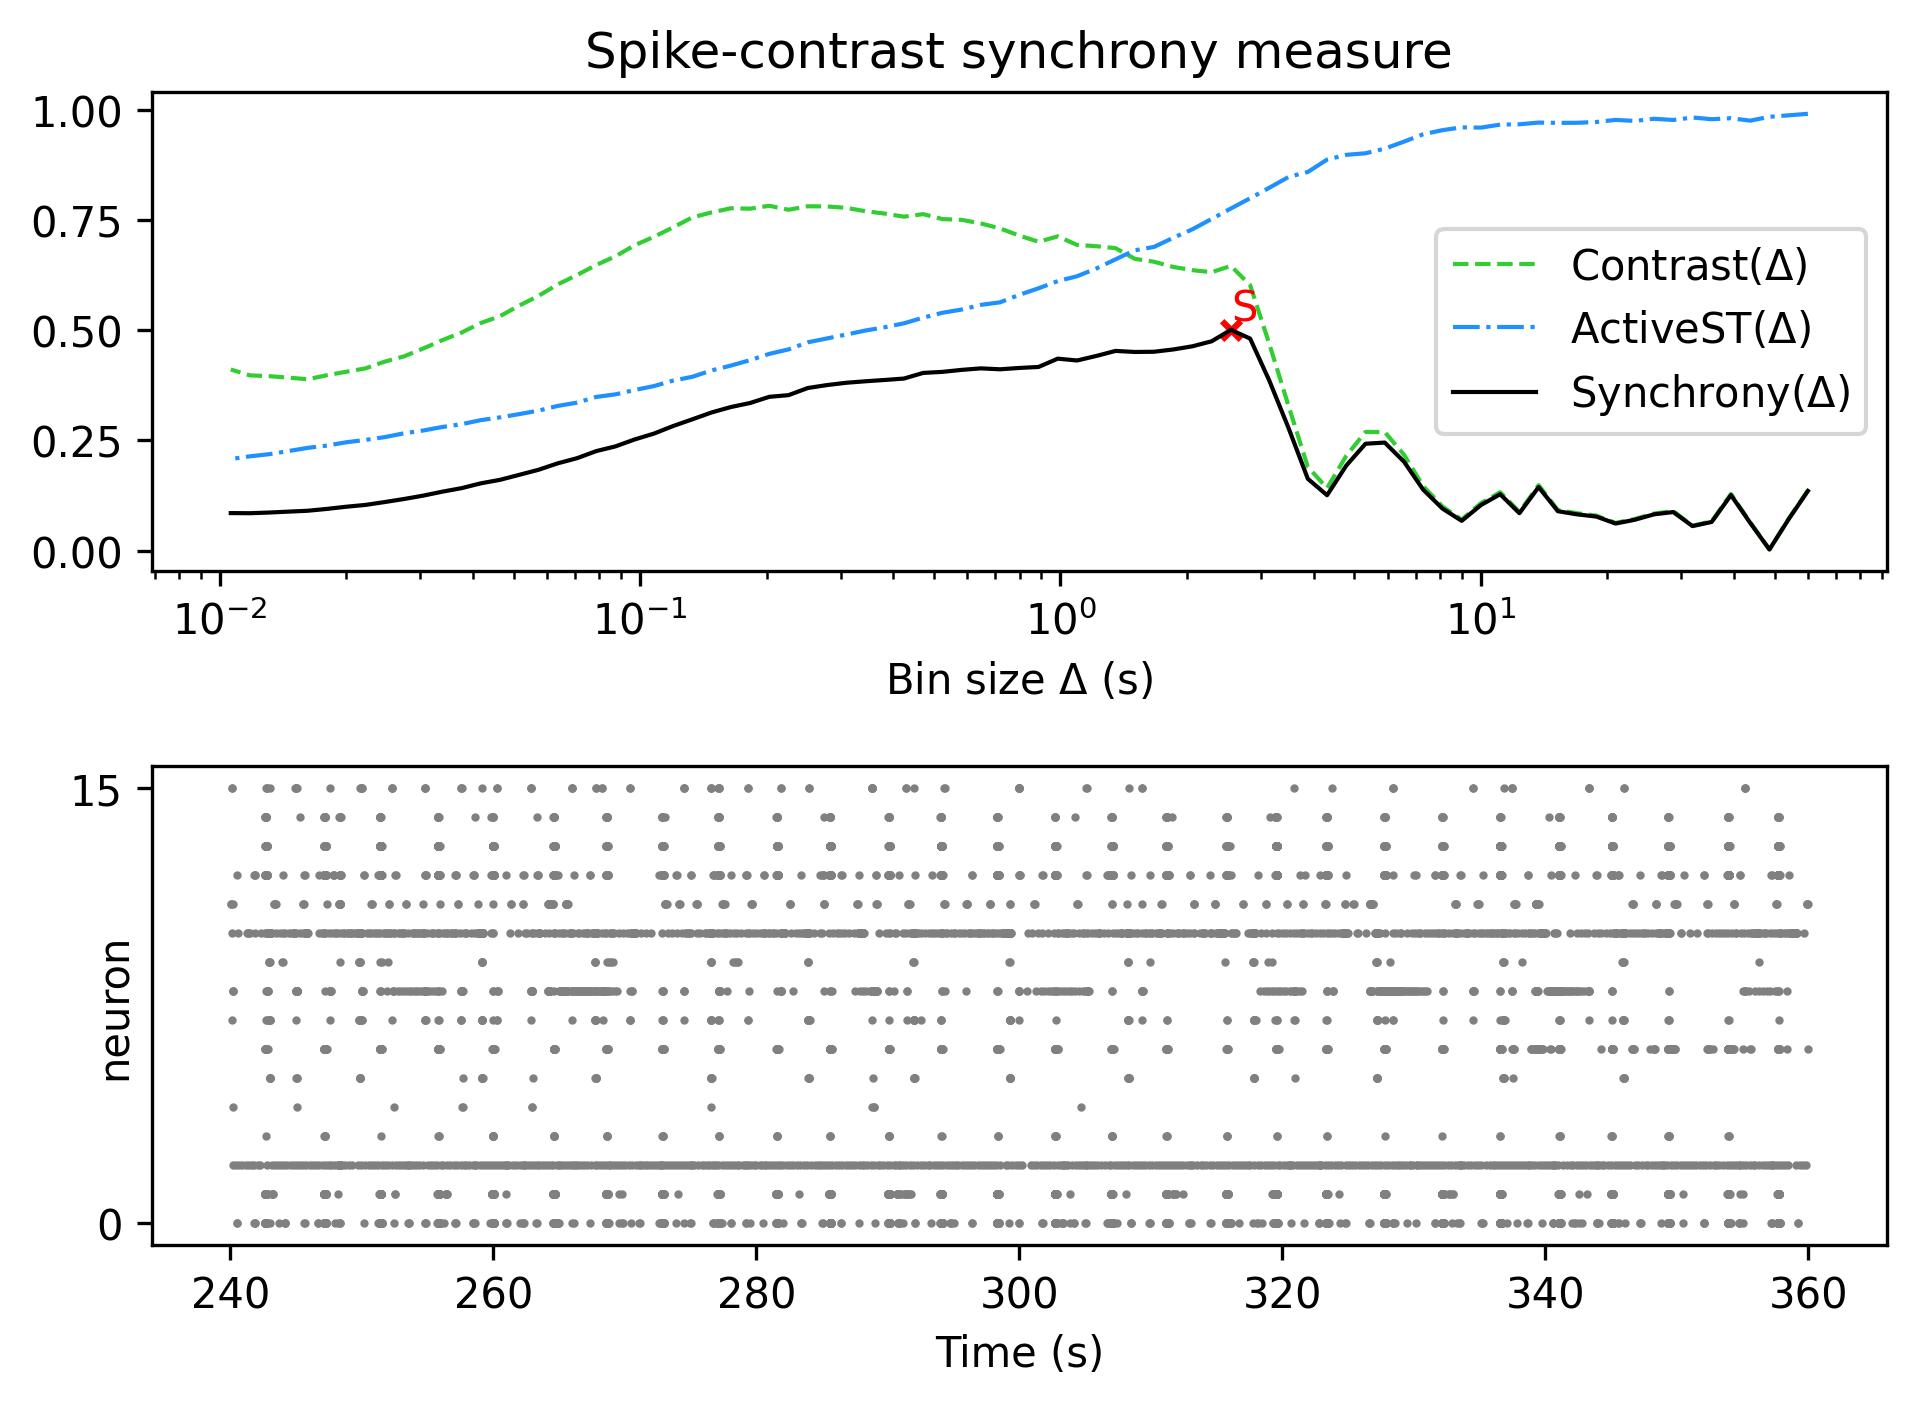 Spike-contrast synchrony measure
1.00
0.75
0.50
0.25
0.00
S
Contrast(Δ)
ActiveST(Δ)
Synchrony(Δ)
10⁻² 10⁻¹ 10⁰ 10¹
Bin size Δ (s)
15
0
neuron
240 260 280 300 320 340 360
Time (s)